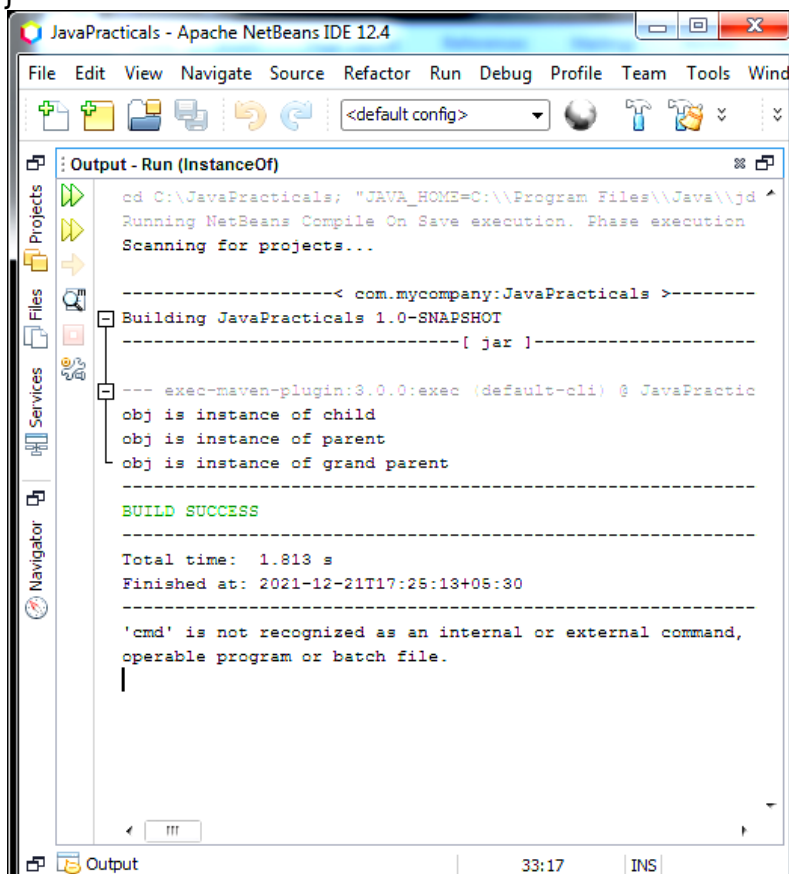 JavaPracticals - Apache NetBeans IDE 12.4
File Edit View Navigate Source Refactor Run Debug Profile Team Tools Wind
<default config>
Output - Run (InstanceOf)
Projects
Files
Services
Navigator
cd C:\JavaPracticals; "JAVA_HOME=C:\\Program Files\\Java\\jd
Running NetBeans Compile On Save execution. Phase execution
Scanning for projects...
---------------------< com.mycompany:JavaPracticals >--------
Building JavaPracticals 1.0-SNAPSHOT
----------------------------------[ jar ]----------------------
--- exec-maven-plugin:3.0.0:exec (default-cli) @ JavaPractic
obj is instance of child
obj is instance of parent
obj is instance of grand parent
---------------------------------------------------------------
BUILD SUCCESS
---------------------------------------------------------------
Total time: 1.813 s
Finished at: 2021-12-21T17:25:13+05:30
---------------------------------------------------------------
'cmd' is not recognized as an internal or external command,
operable program or batch file.
Output
33:17
INS